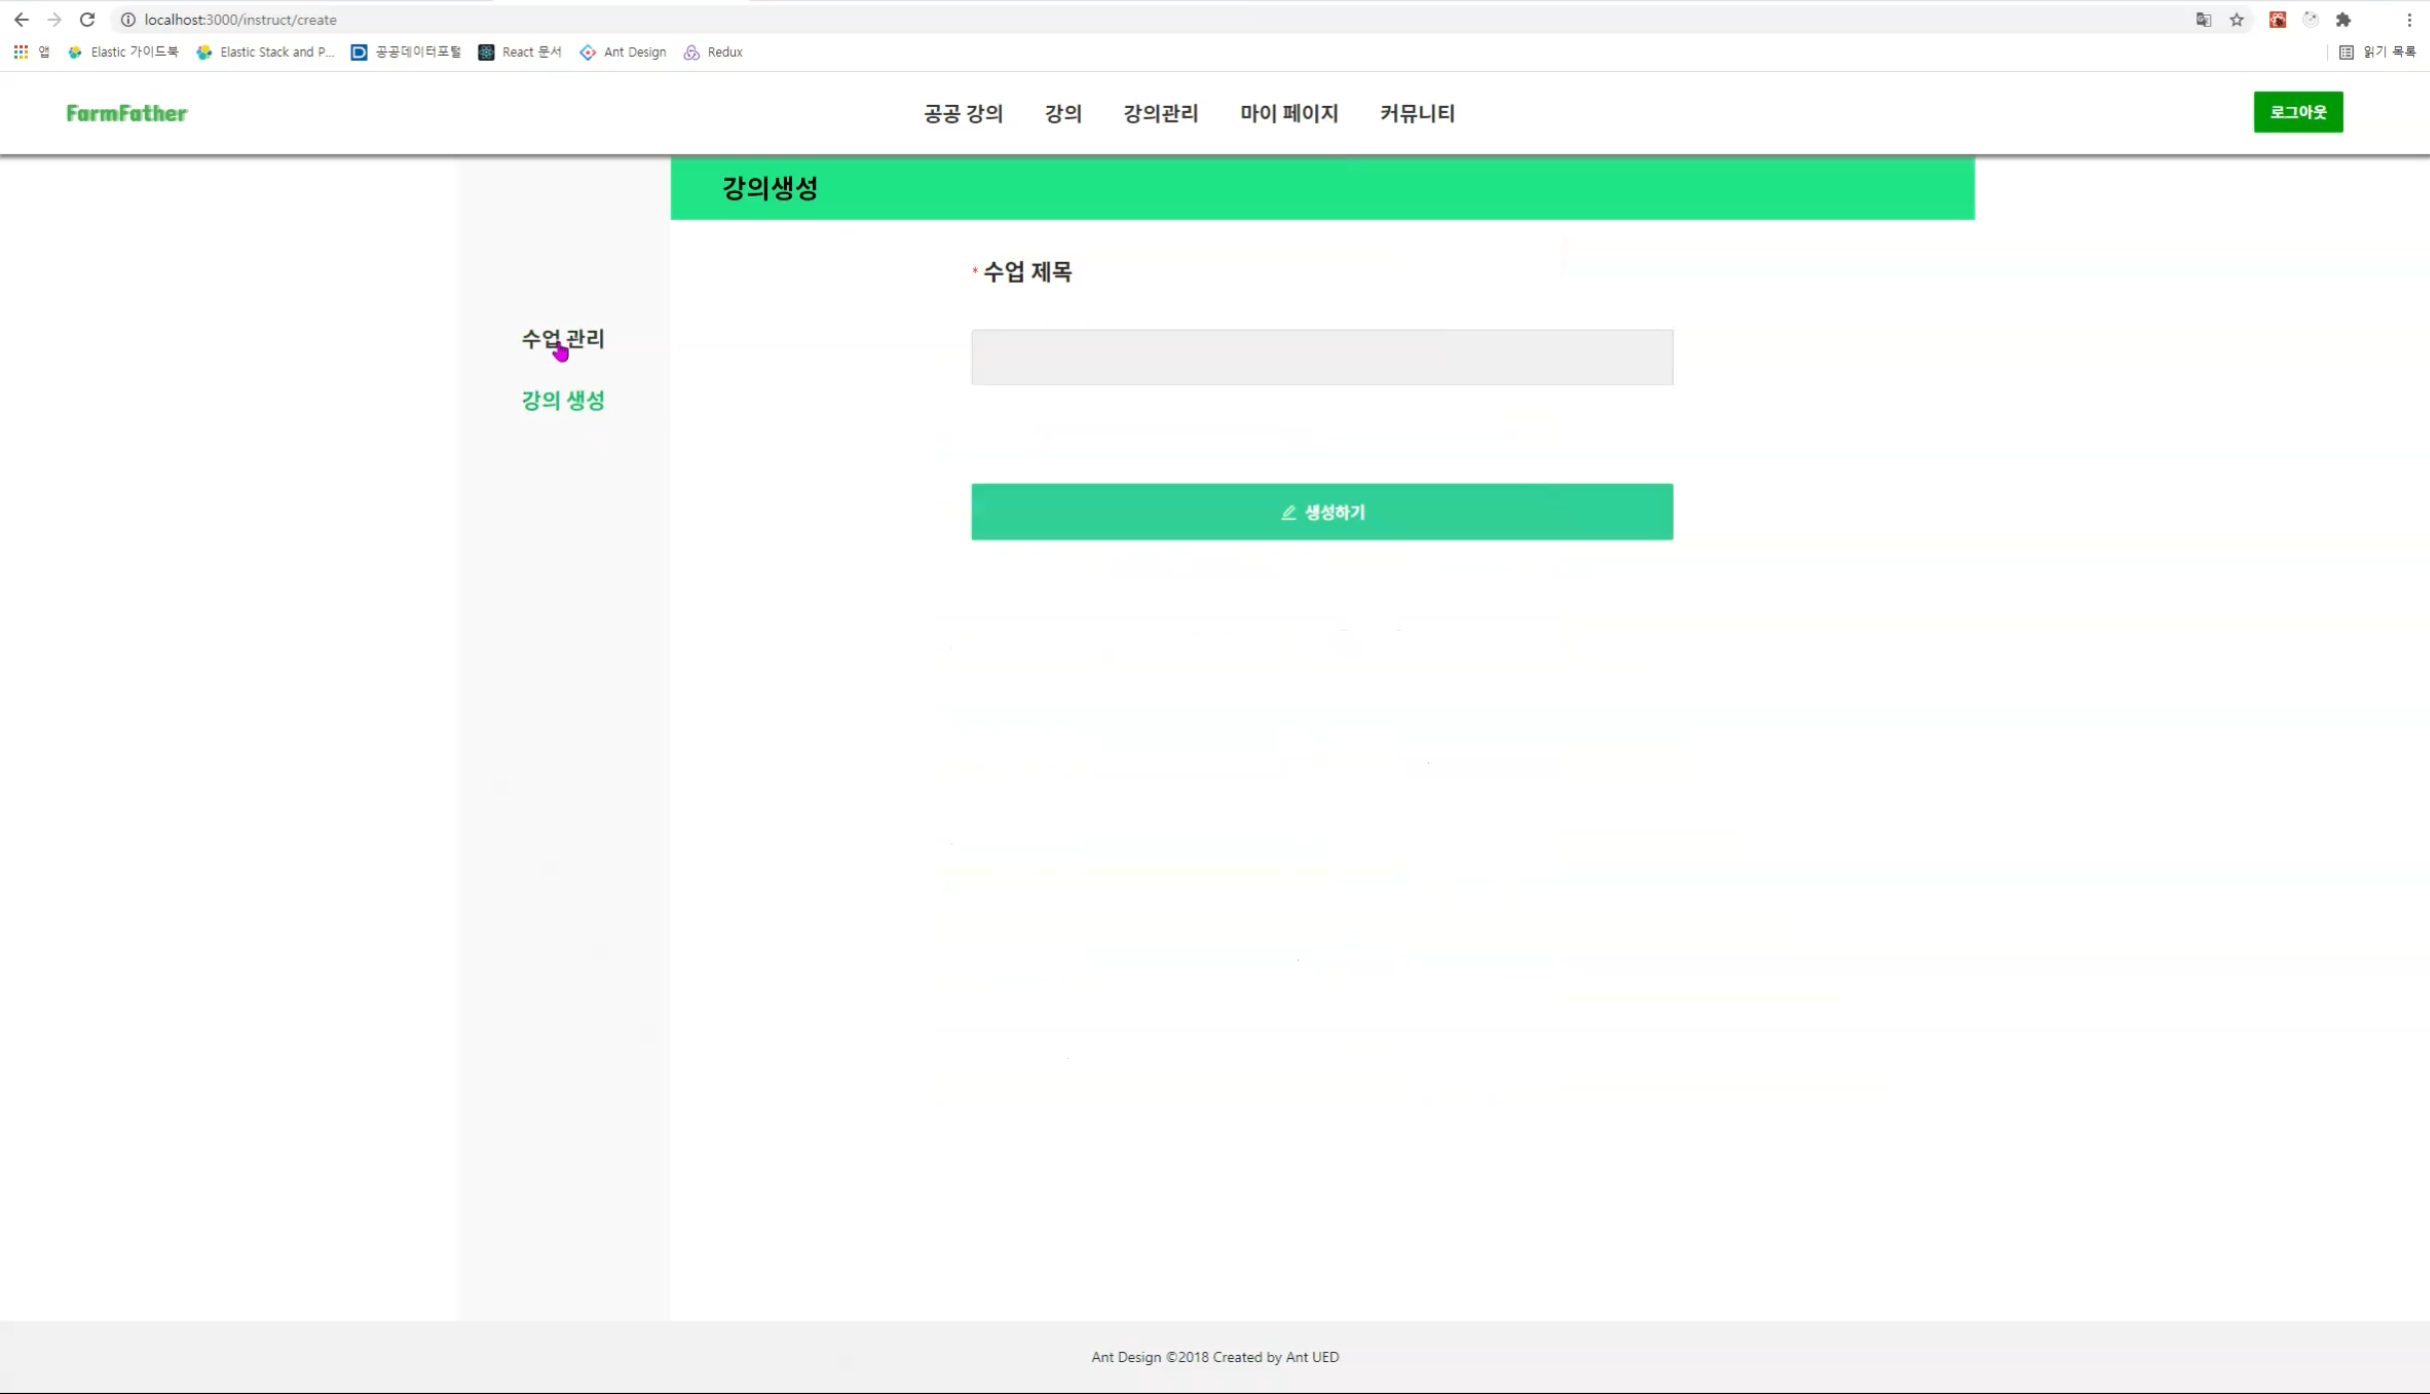 localhost:3000/instruct/create
앱 Elastic 가이드북 Elastic Stack and P... 공공데이터포털 React 문서 Ant Design Redux 읽기 목록
FarmFather 공공 강의 강의 강의관리 마이 페이지 커뮤니티 로그아웃
강의생성
* 수업 제목
수업 관리
강의 생성
생성하기
Ant Design ©2018 Created by Ant UED